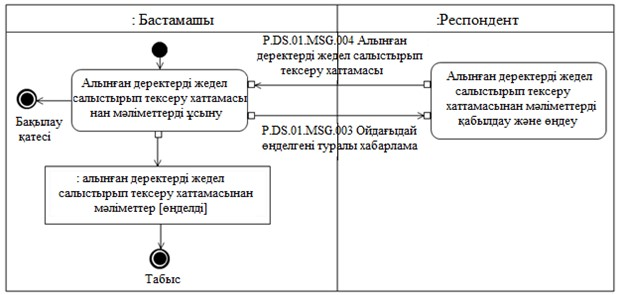 : Бастамашы
:Респондент
P.DS.01.MSG.004 Алынған
деректерді жедел салыстырып
тексеру хаттамасы
Алынған деректерді жедел
салыстырып тексеру хаттамасы
нан мәліметтерді ұсыну
Алынған деректерді жедел
салыстырып тексеру
хаттамасынан мәліметтерді
қабылдау және өңдеу
Бақылау
қатесі
P.DS.01.MSG.003 Ойдағыдай
өңделгені туралы хабарлама
: алынған деректерді жедел
салыстырып тексеру хаттамасынан
мәліметтер [өңделді]
Табыс